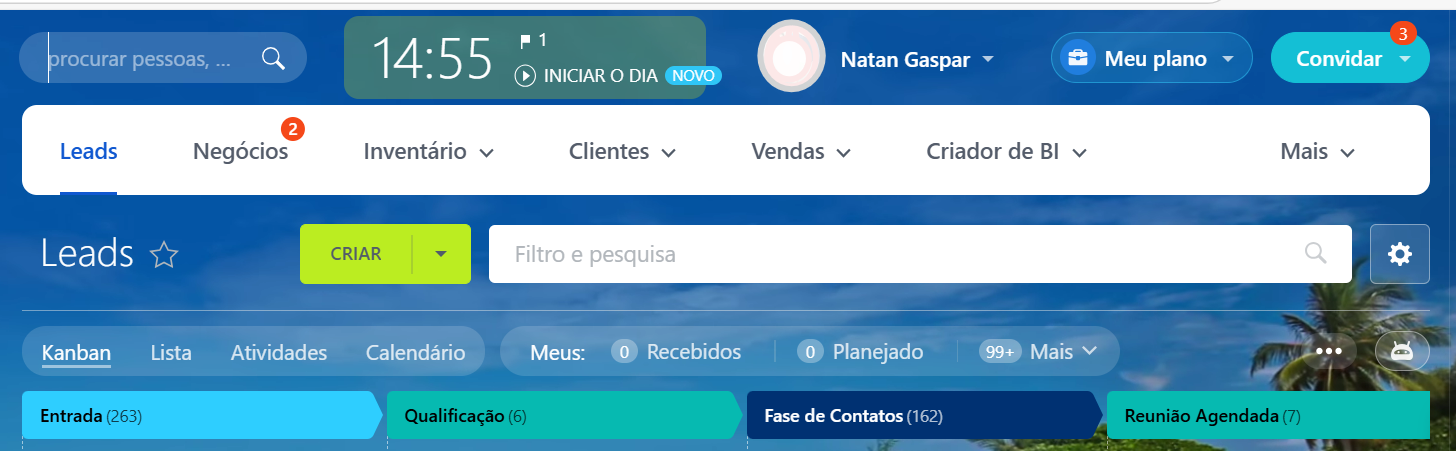 procurar pessoas, ...
14:55
1
INICIAR O DIA NOVO
Natan Gaspar
Meu plano
Convidar
3
Leads
Negócios
2
Inventário
Clientes
Vendas
Criador de BI
Mais
Leads
CRIAR
Filtro e pesquisa
Kanban
Lista
Atividades
Calendário
Meus:
0 Recebidos
0 Planejado
99+ Mais
Entrada (263)
Qualificação (6)
Fase de Contatos (162)
Reunião Agendada (7)